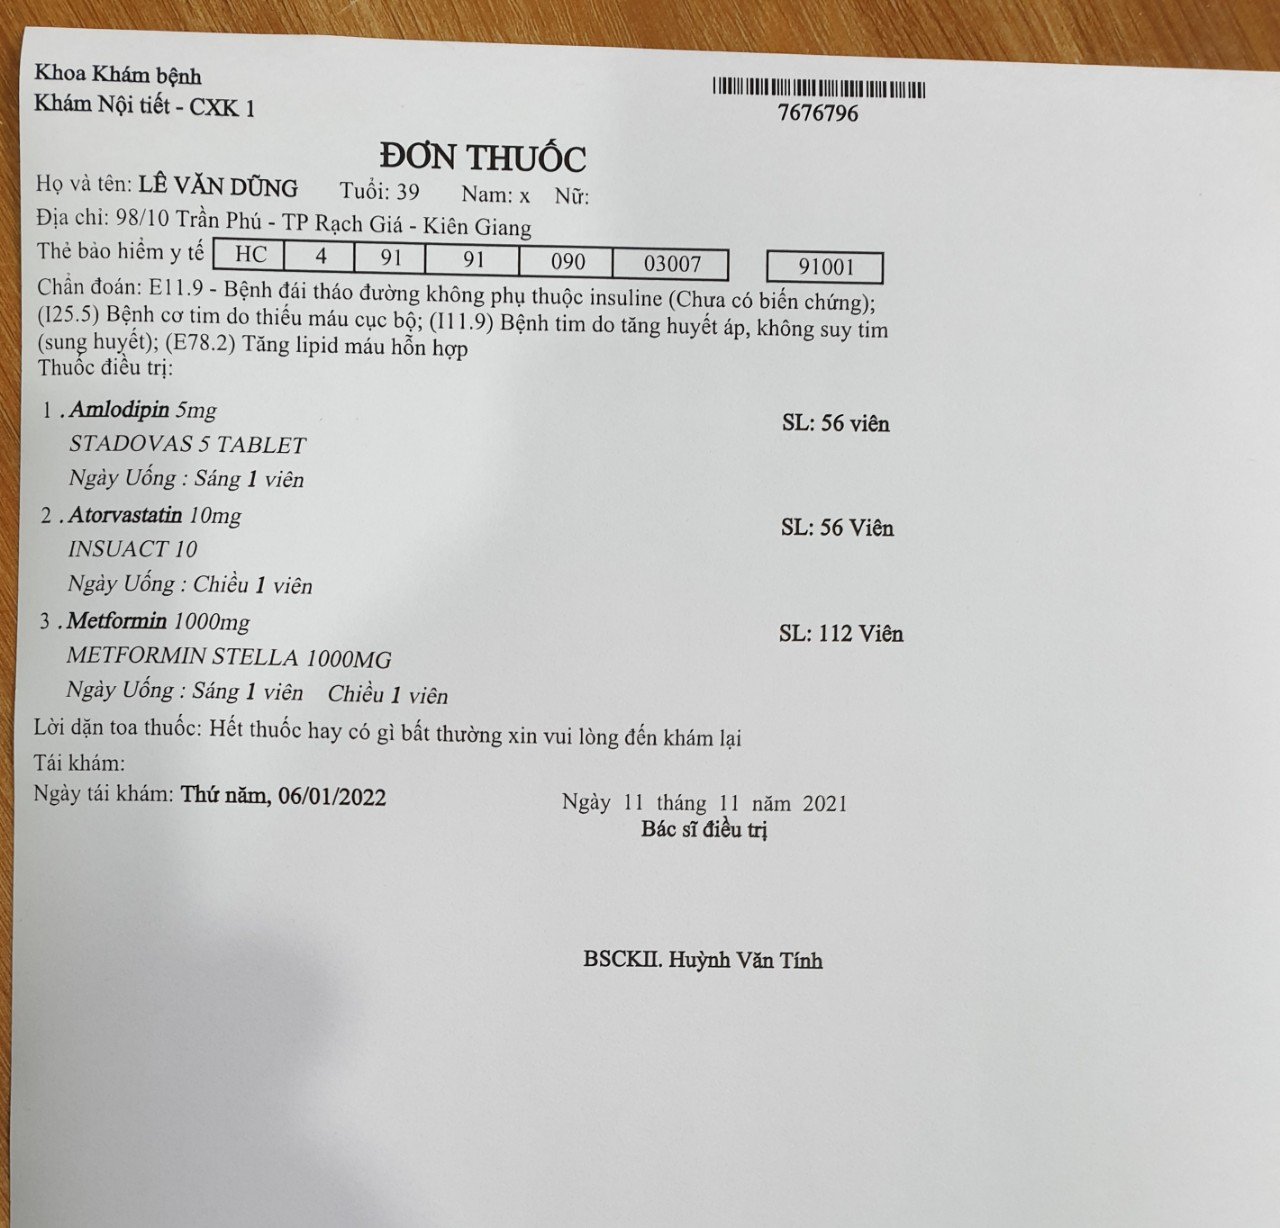 Khoa Khám bệnh
Khám Nội tiết - CXK 1
7676796
ĐƠN THUỐC
Họ và tên: LÊ VĂN DŨNG Tuổi: 39 Nam: x Nữ:
Địa chỉ: 98/10 Trần Phú - TP Rạch Giá - Kiên Giang
Thẻ bảo hiểm y tế HC 4 91 91 090 03007 91001
Chẩn đoán: E11.9 - Bệnh đái tháo đường không phụ thuộc insuline (Chưa có biến chứng);
(I25.5) Bệnh cơ tim do thiếu máu cục bộ; (I11.9) Bệnh tim do tăng huyết áp, không suy tim
(sung huyết); (E78.2) Tăng lipid máu hỗn hợp
Thuốc điều trị:
1 . Amlodipin 5mg SL: 56 viên
STADOVAS 5 TABLET
Ngày Uống : Sáng 1 viên
2 . Atorvastatin 10mg SL: 56 Viên
INSUACT 10
Ngày Uống : Chiều 1 viên
3 . Metformin 1000mg SL: 112 Viên
METFORMIN STELLA 1000MG
Ngày Uống : Sáng 1 viên Chiều 1 viên
Lời dặn toa thuốc: Hết thuốc hay có gì bất thường xin vui lòng đến khám lại
Tái khám:
Ngày tái khám: Thứ năm, 06/01/2022 Ngày 11 tháng 11 năm 2021
Bác sĩ điều trị
BSCKII. Huỳnh Văn Tính